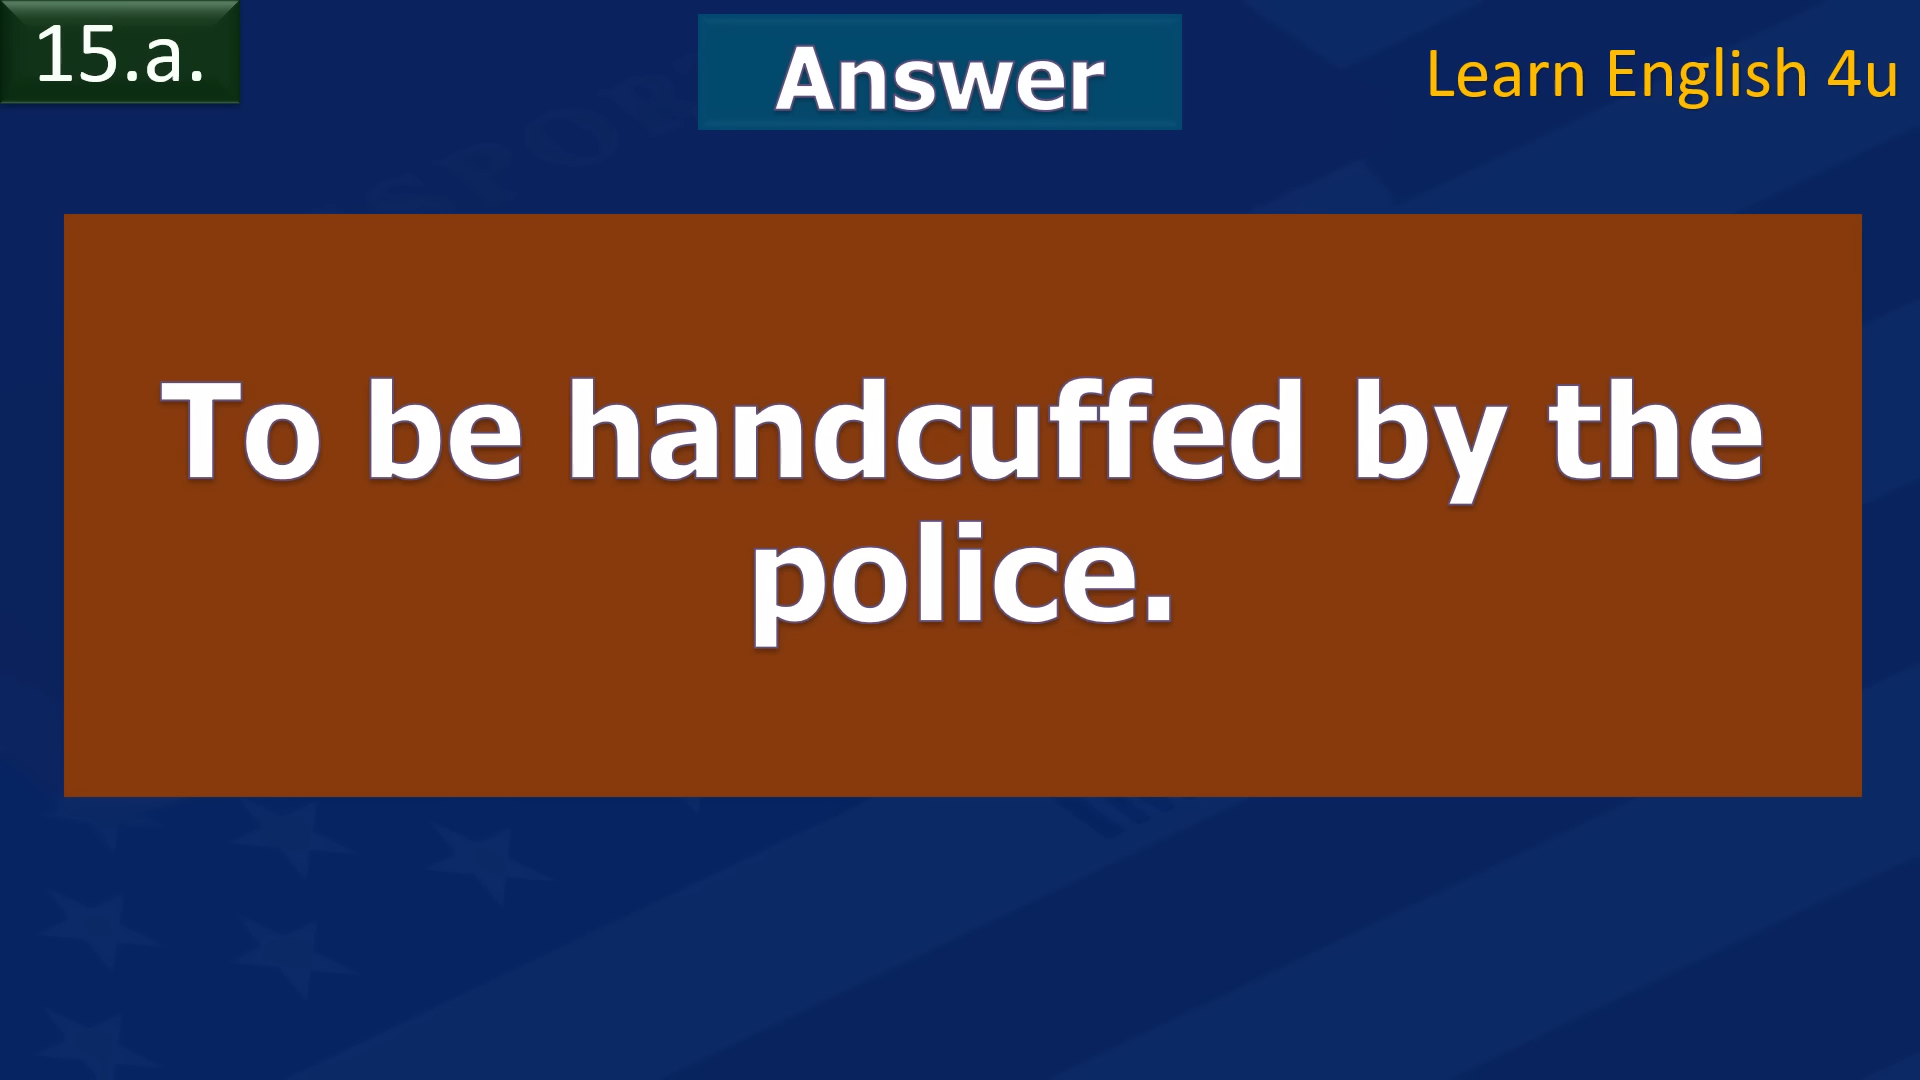 15.a.
Answer
Learn English 4u
To be handcuffed by the
police.